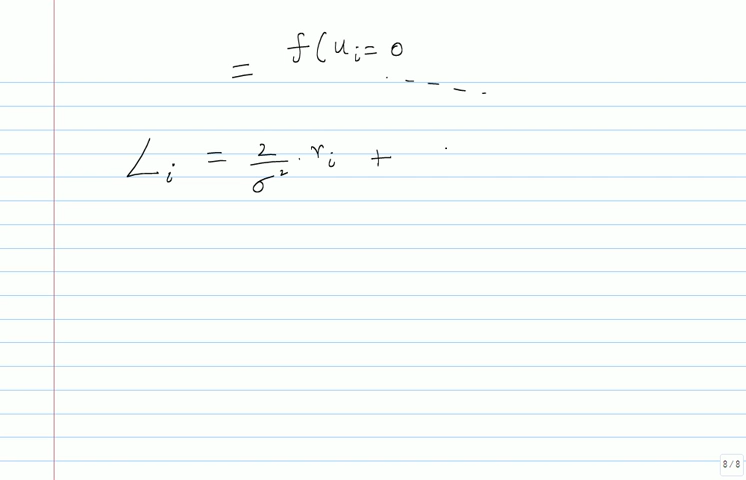 = f(u_i = 0
L_i = 2/σ² · r_i +
8/8